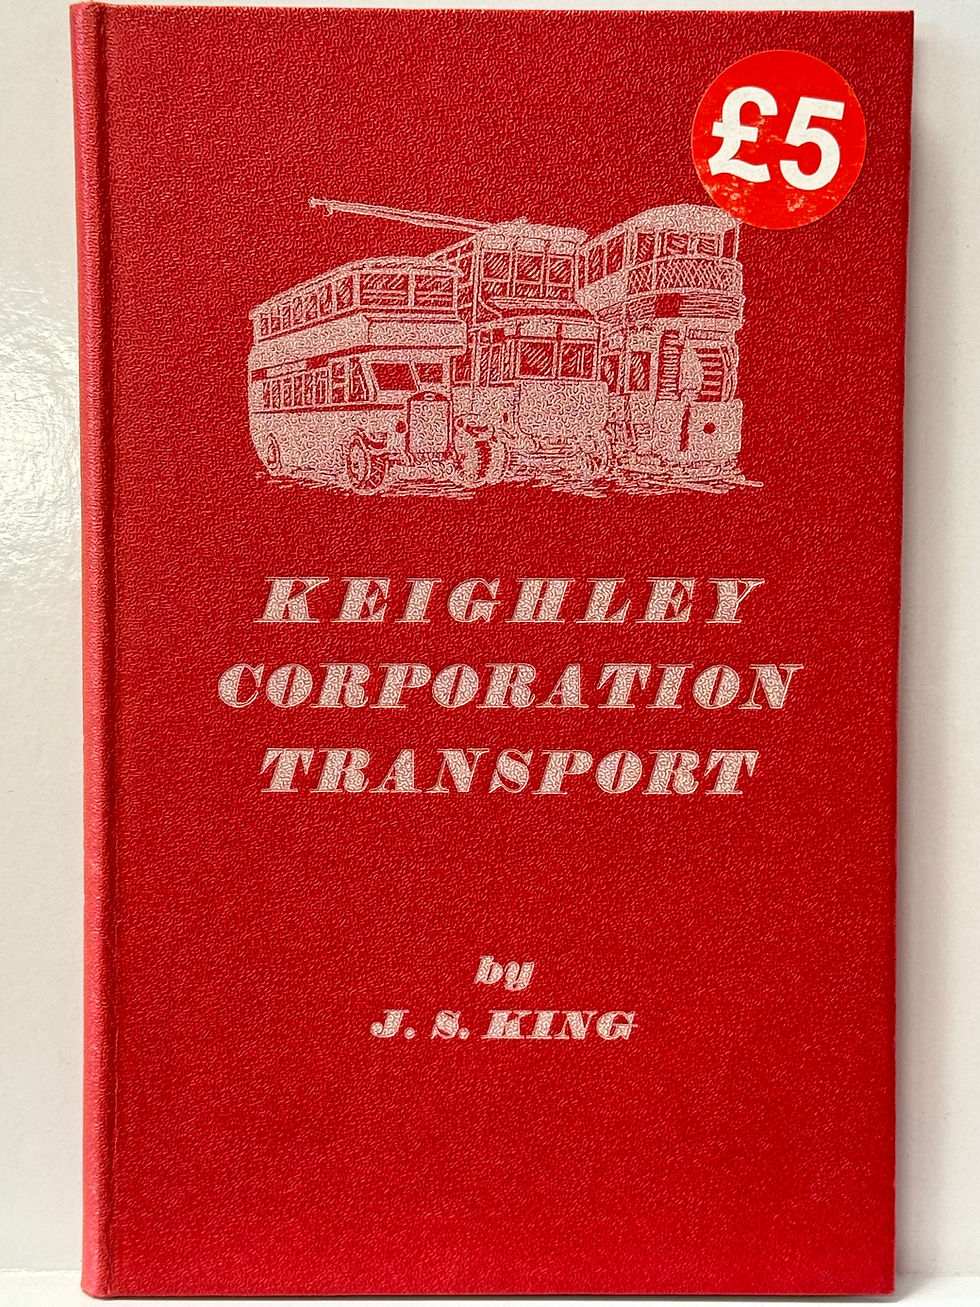 £5
KEIGHLEY
CORPORATION
TRANSPORT
by
J. S. KING